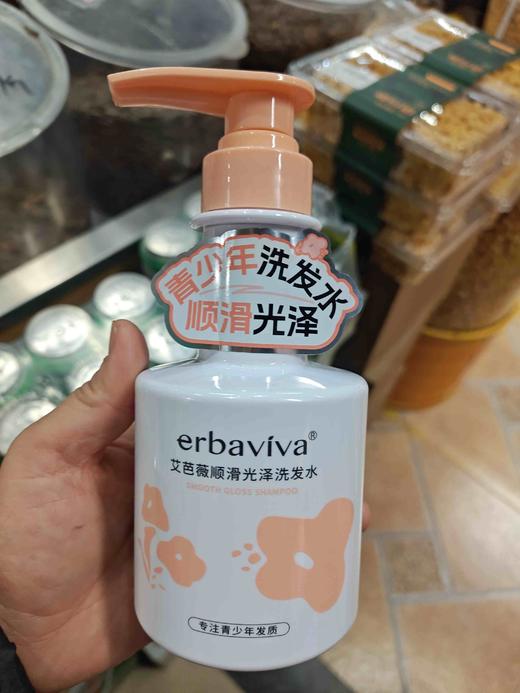 青少年洗发水
顺滑光泽
erbaviva®
艾芭薇顺滑光泽洗发水
SMOOTH GLOSS SHAMPOO
专注青少年发质